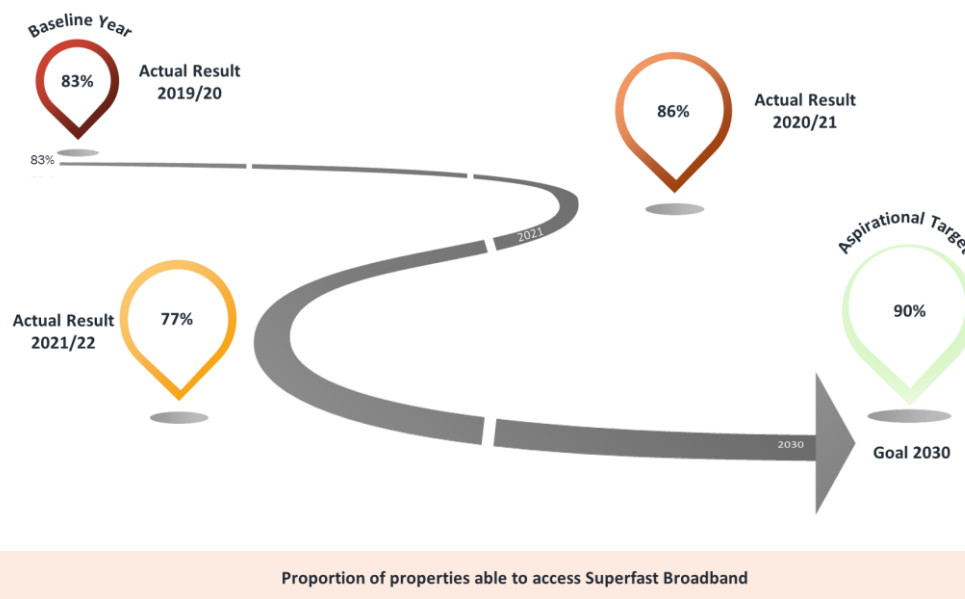 Baseline Year
83%
Actual Result
2019/20
83%
86%
Actual Result
2020/21
2021
Aspirational Target
77%
Actual Result
2021/22
90%
2030
Goal 2030
Proportion of properties able to access Superfast Broadband